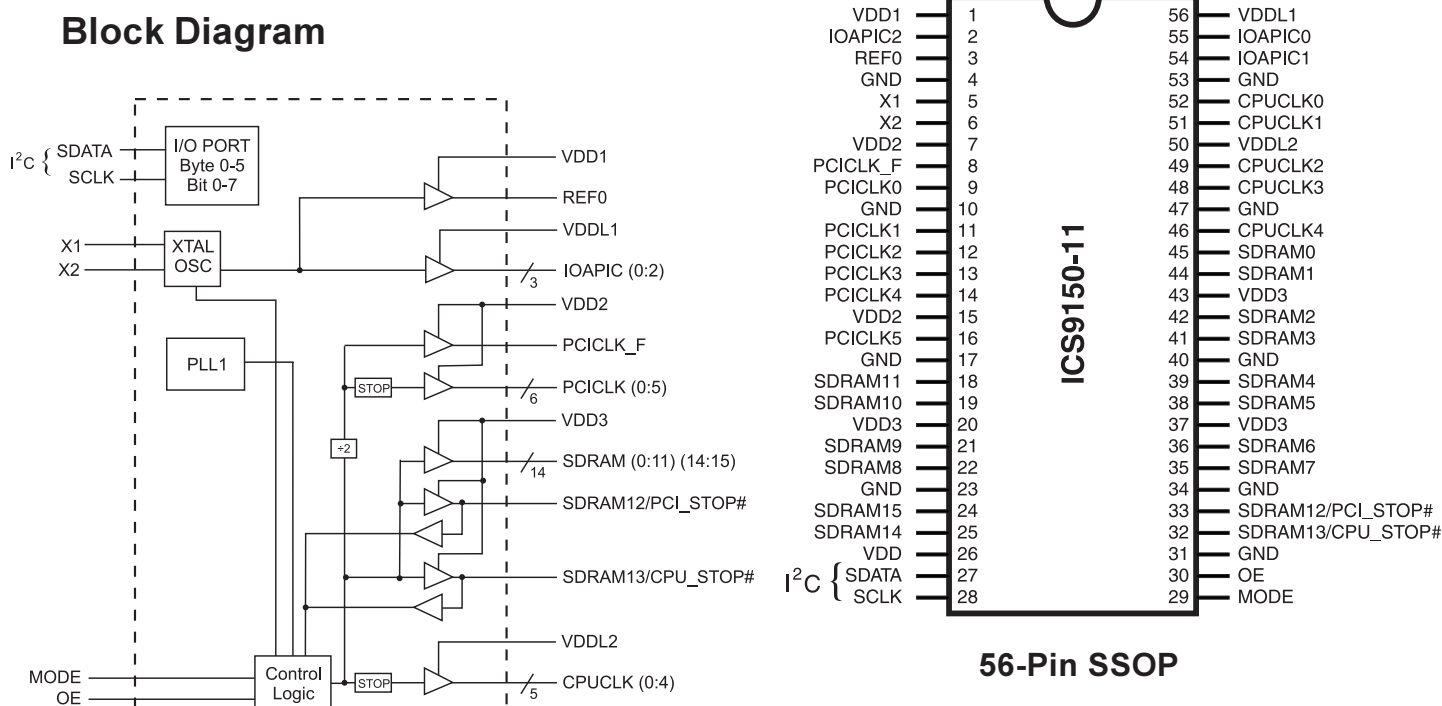 Block Diagram
I²C { SDATA
SCLK
I/O PORT
Byte 0-5
Bit 0-7
X1
X2
XTAL
OSC
PLL1
MODE
OE
Control
Logic
÷2
STOP
STOP
VDD1
REF0
VDDL1
3
IOAPIC (0:2)
VDD2
PCICLK_F
6
PCICLK (0:5)
VDD3
14
SDRAM (0:11) (14:15)
SDRAM12/PCI_STOP#
SDRAM13/CPU_STOP#
VDDL2
5
CPUCLK (0:4)
VDD1 1
IOAPIC2 2
REF0 3
GND 4
X1 5
X2 6
VDD2 7
PCICLK_F 8
PCICLK0 9
GND 10
PCICLK1 11
PCICLK2 12
PCICLK3 13
PCICLK4 14
VDD2 15
PCICLK5 16
GND 17
SDRAM11 18
SDRAM10 19
VDD3 20
SDRAM9 21
SDRAM8 22
GND 23
SDRAM15 24
SDRAM14 25
VDD 26
I²C { SDATA 27
SCLK 28
ICS9150-11
56 VDDL1
55 IOAPIC0
54 IOAPIC1
53 GND
52 CPUCLK0
51 CPUCLK1
50 VDDL2
49 CPUCLK2
48 CPUCLK3
47 GND
46 CPUCLK4
45 SDRAM0
44 SDRAM1
43 VDD3
42 SDRAM2
41 SDRAM3
40 GND
39 SDRAM4
38 SDRAM5
37 VDD3
36 SDRAM6
35 SDRAM7
34 GND
33 SDRAM12/PCI_STOP#
32 SDRAM13/CPU_STOP#
31 GND
30 OE
29 MODE
56-Pin SSOP